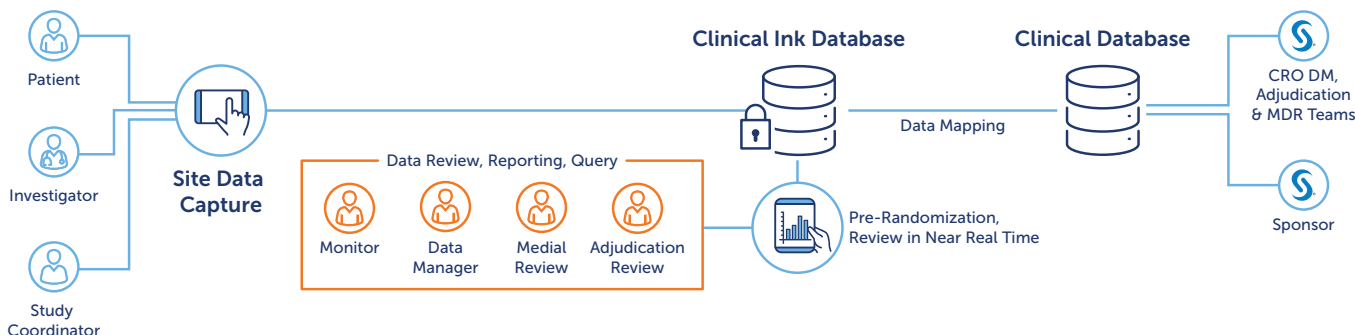 Patient
Investigator
Study
Coordinator
Site Data
Capture
Data Review, Reporting, Query
Monitor
Data
Manager
Medial
Review
Adjudication
Review
Clinical Ink Database
Data Mapping
Pre-Randomization,
Review in Near Real Time
Clinical Database
CRO DM,
Adjudication
& MDR Teams
Sponsor